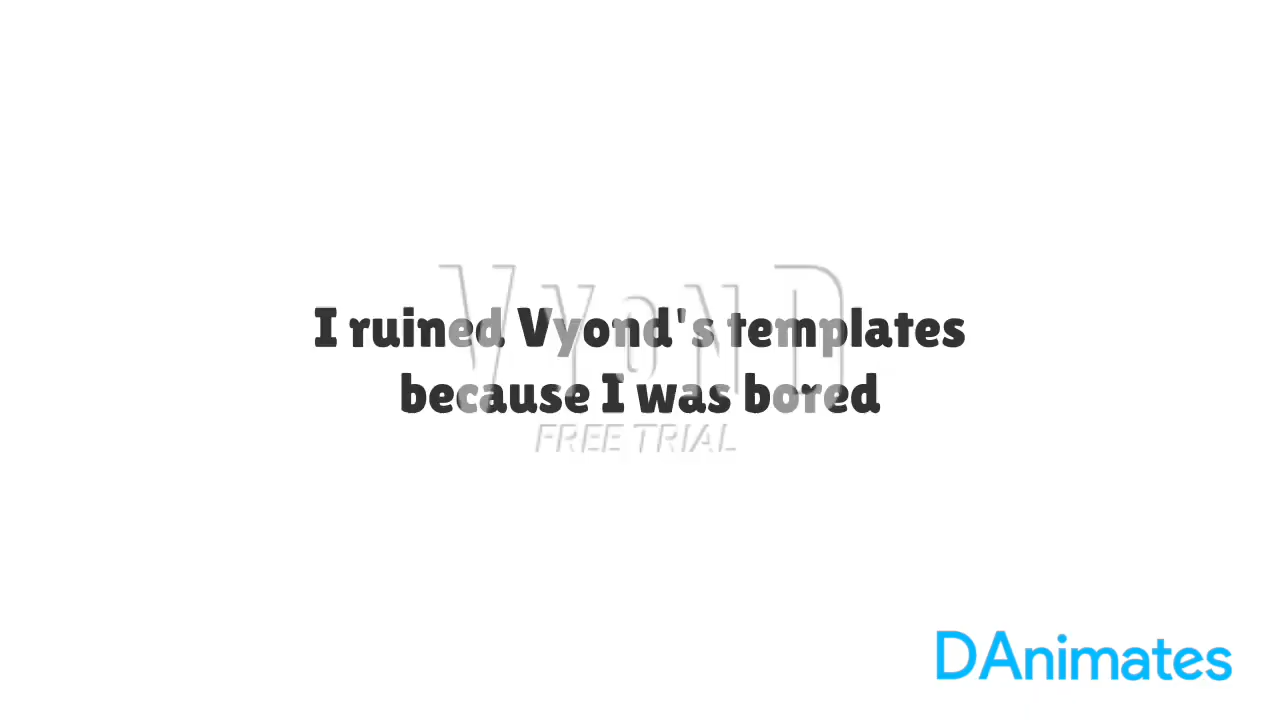 I ruined Vyond's templates
because I was bored
VYOND
FREE TRIAL
DAnimates